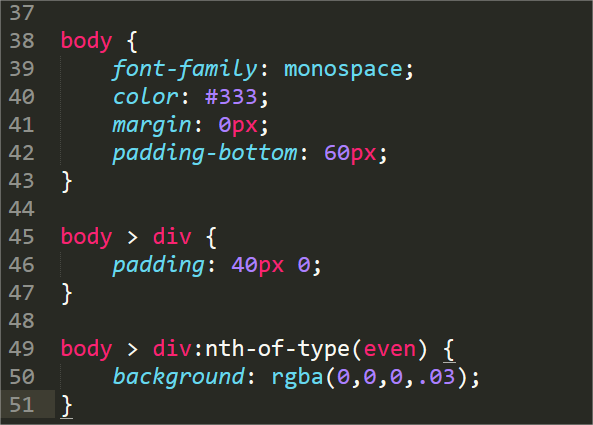 37
38 body {
39     font-family: monospace;
40     color: #333;
41     margin: 0px;
42     padding-bottom: 60px;
43 }
44
45 body > div {
46     padding: 40px 0;
47 }
48
49 body > div:nth-of-type(even) {
50     background: rgba(0,0,0,.03);
51 }